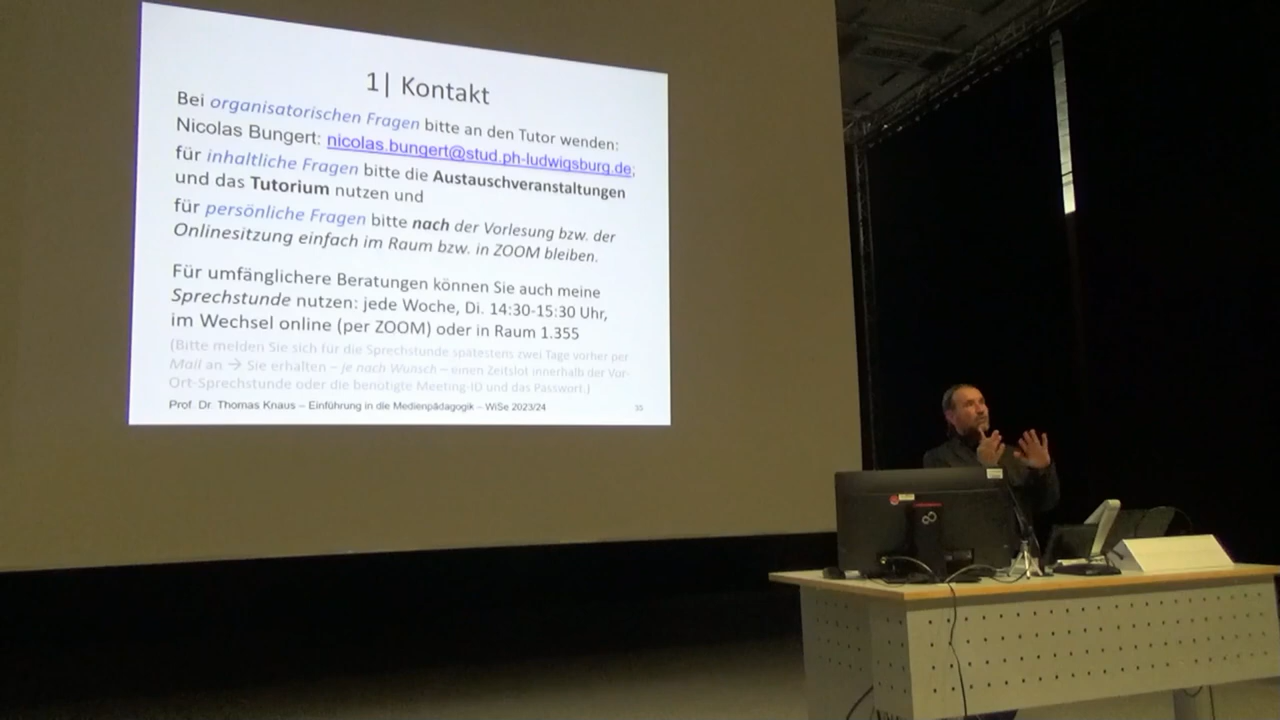 1| Kontakt
Bei organisatorischen Fragen bitte an den Tutor wenden:
Nicolas Bungert: nicolas.bungert@stud.ph-ludwigsburg.de;
für inhaltliche Fragen bitte die Austauschveranstaltungen
und das Tutorium nutzen und
für persönliche Fragen bitte nach der Vorlesung bzw. der
Onlinesitzung einfach im Raum bzw. in ZOOM bleiben.
Für umfänglichere Beratungen können Sie auch meine
Sprechstunde nutzen: jede Woche, Di. 14:30-15:30 Uhr,
im Wechsel online (per ZOOM) oder in Raum 1.355
(Bitte melden Sie sich für die Sprechstunde spätestens zwei Tage vorher per
Mail an → Sie erhalten – je nach Wunsch – einen Zeitslot innerhalb der Vor-
Ort-Sprechstunde oder die benötigte Meeting-ID und das Passwort.)
Prof. Dr. Thomas Knaus – Einführung in die Medienpädagogik – WiSe 2023/24